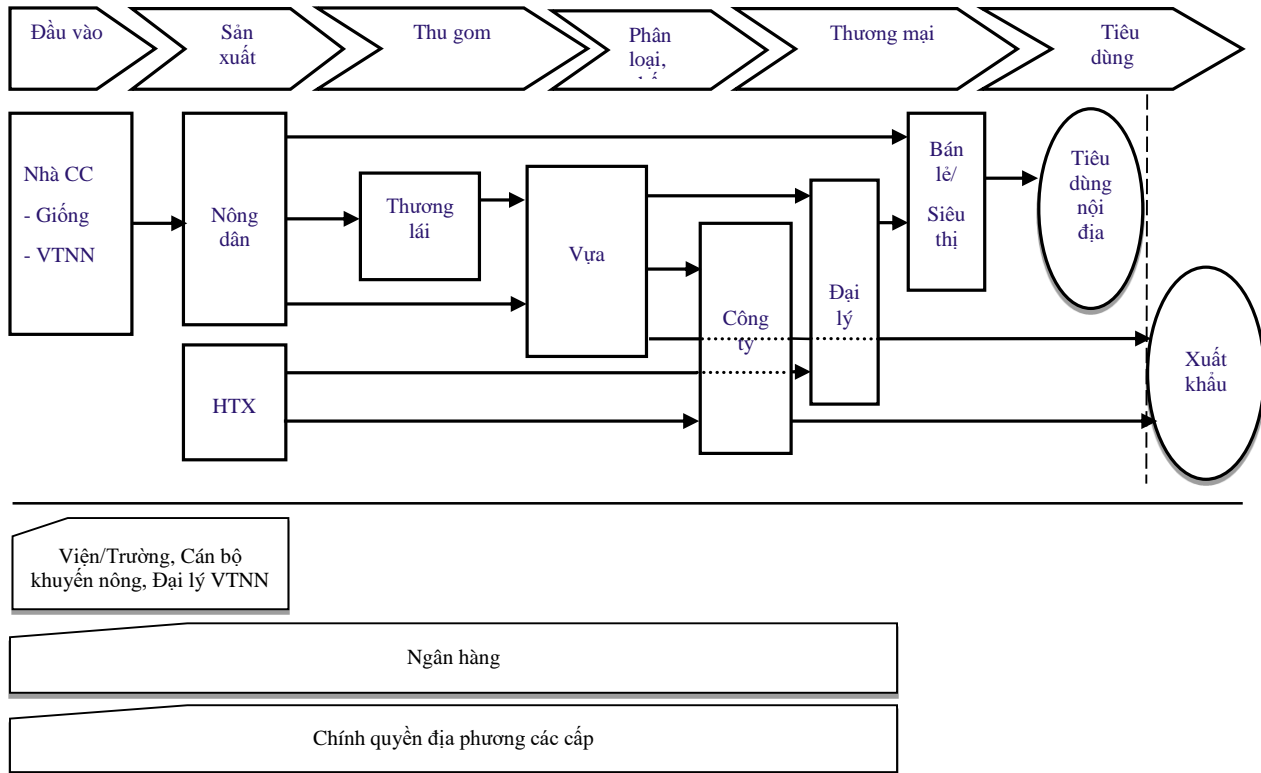 Đầu vào
Sản
xuất
Thu gom
Phân
loại,
Thương mại
Tiêu
dùng
Nhà CC
- Giống
- VTNN
Nông
dân
HTX
Thương
lái
Vựa
Công
ty
Đại
lý
Bán
lẻ/
Siêu
thị
Tiêu
dùng
nội
địa
Xuất
khẩu
Viện/Trường, Cán bộ
khuyến nông, Đại lý VTNN
Ngân hàng
Chính quyền địa phương các cấp